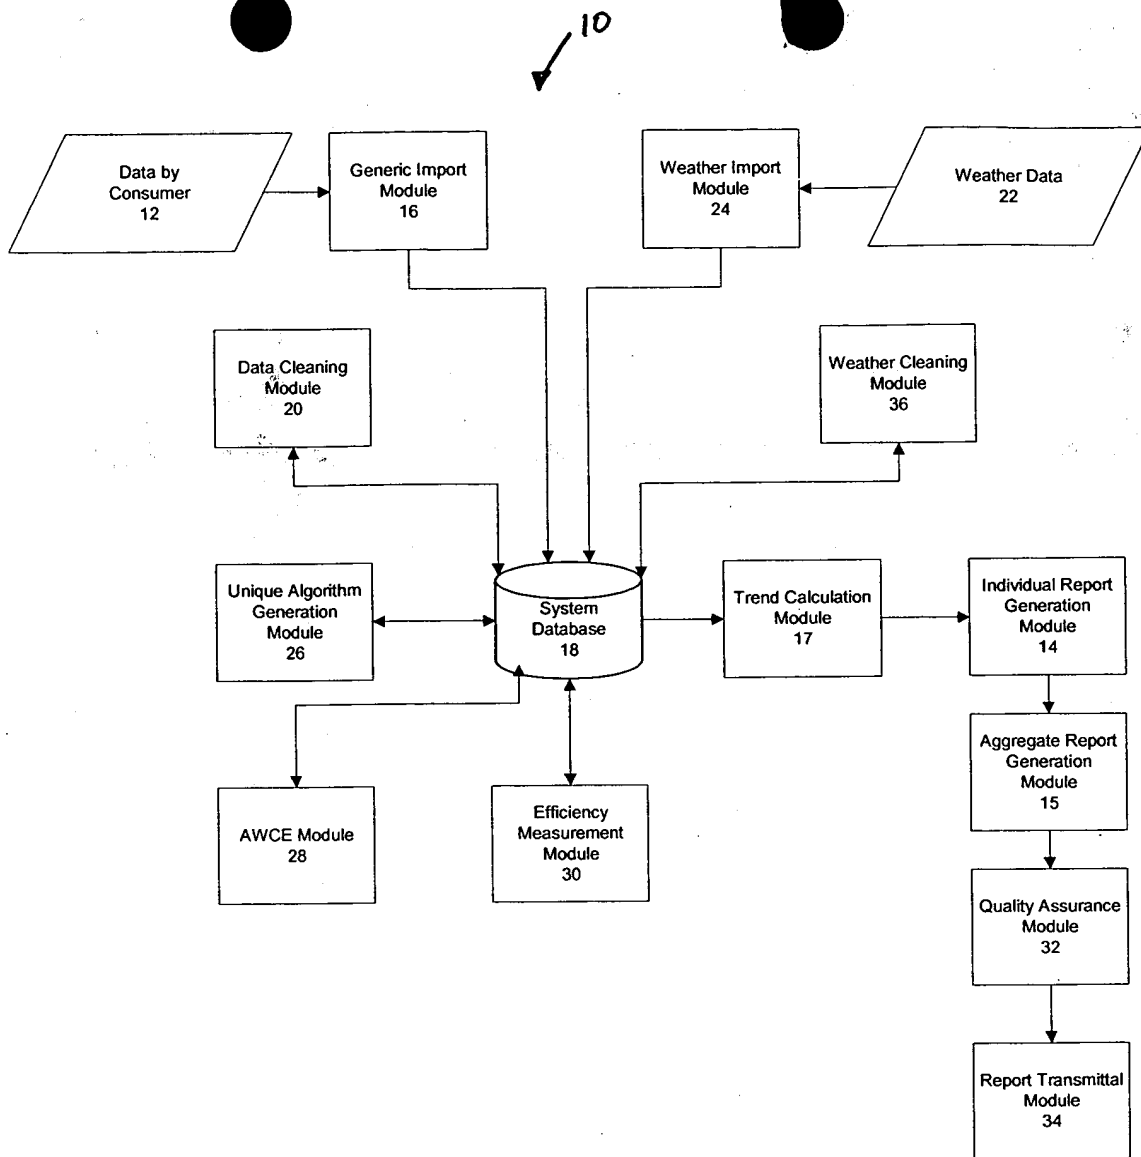 10
Data by
Consumer
12
Generic Import
Module
16
Weather Import
Module
24
Weather Data
22
Data Cleaning
Module
20
Weather Cleaning
Module
36
Unique Algorithm
Generation
Module
26
System
Database
18
Trend Calculation
Module
17
Individual Report
Generation
Module
14
Aggregate Report
Generation
Module
15
AWCE Module
28
Efficiency
Measurement
Module
30
Quality Assurance
Module
32
Report Transmittal
Module
34